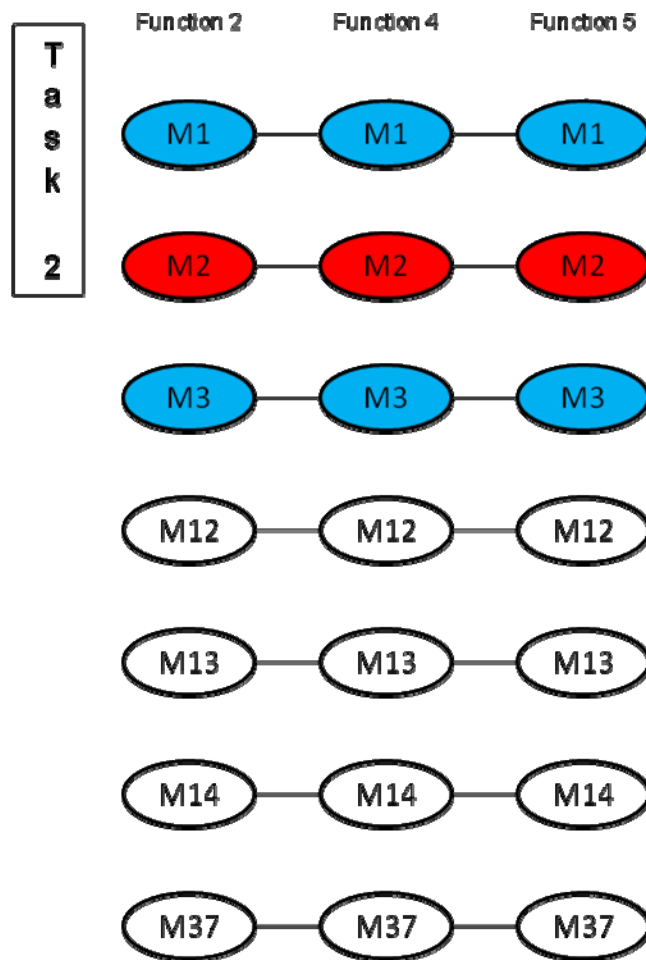 Function 2 Function 4 Function 5
Task 2
M1 M1 M1
M2 M2 M2
M3 M3 M3
M12 M12 M12
M13 M13 M13
M14 M14 M14
M37 M37 M37